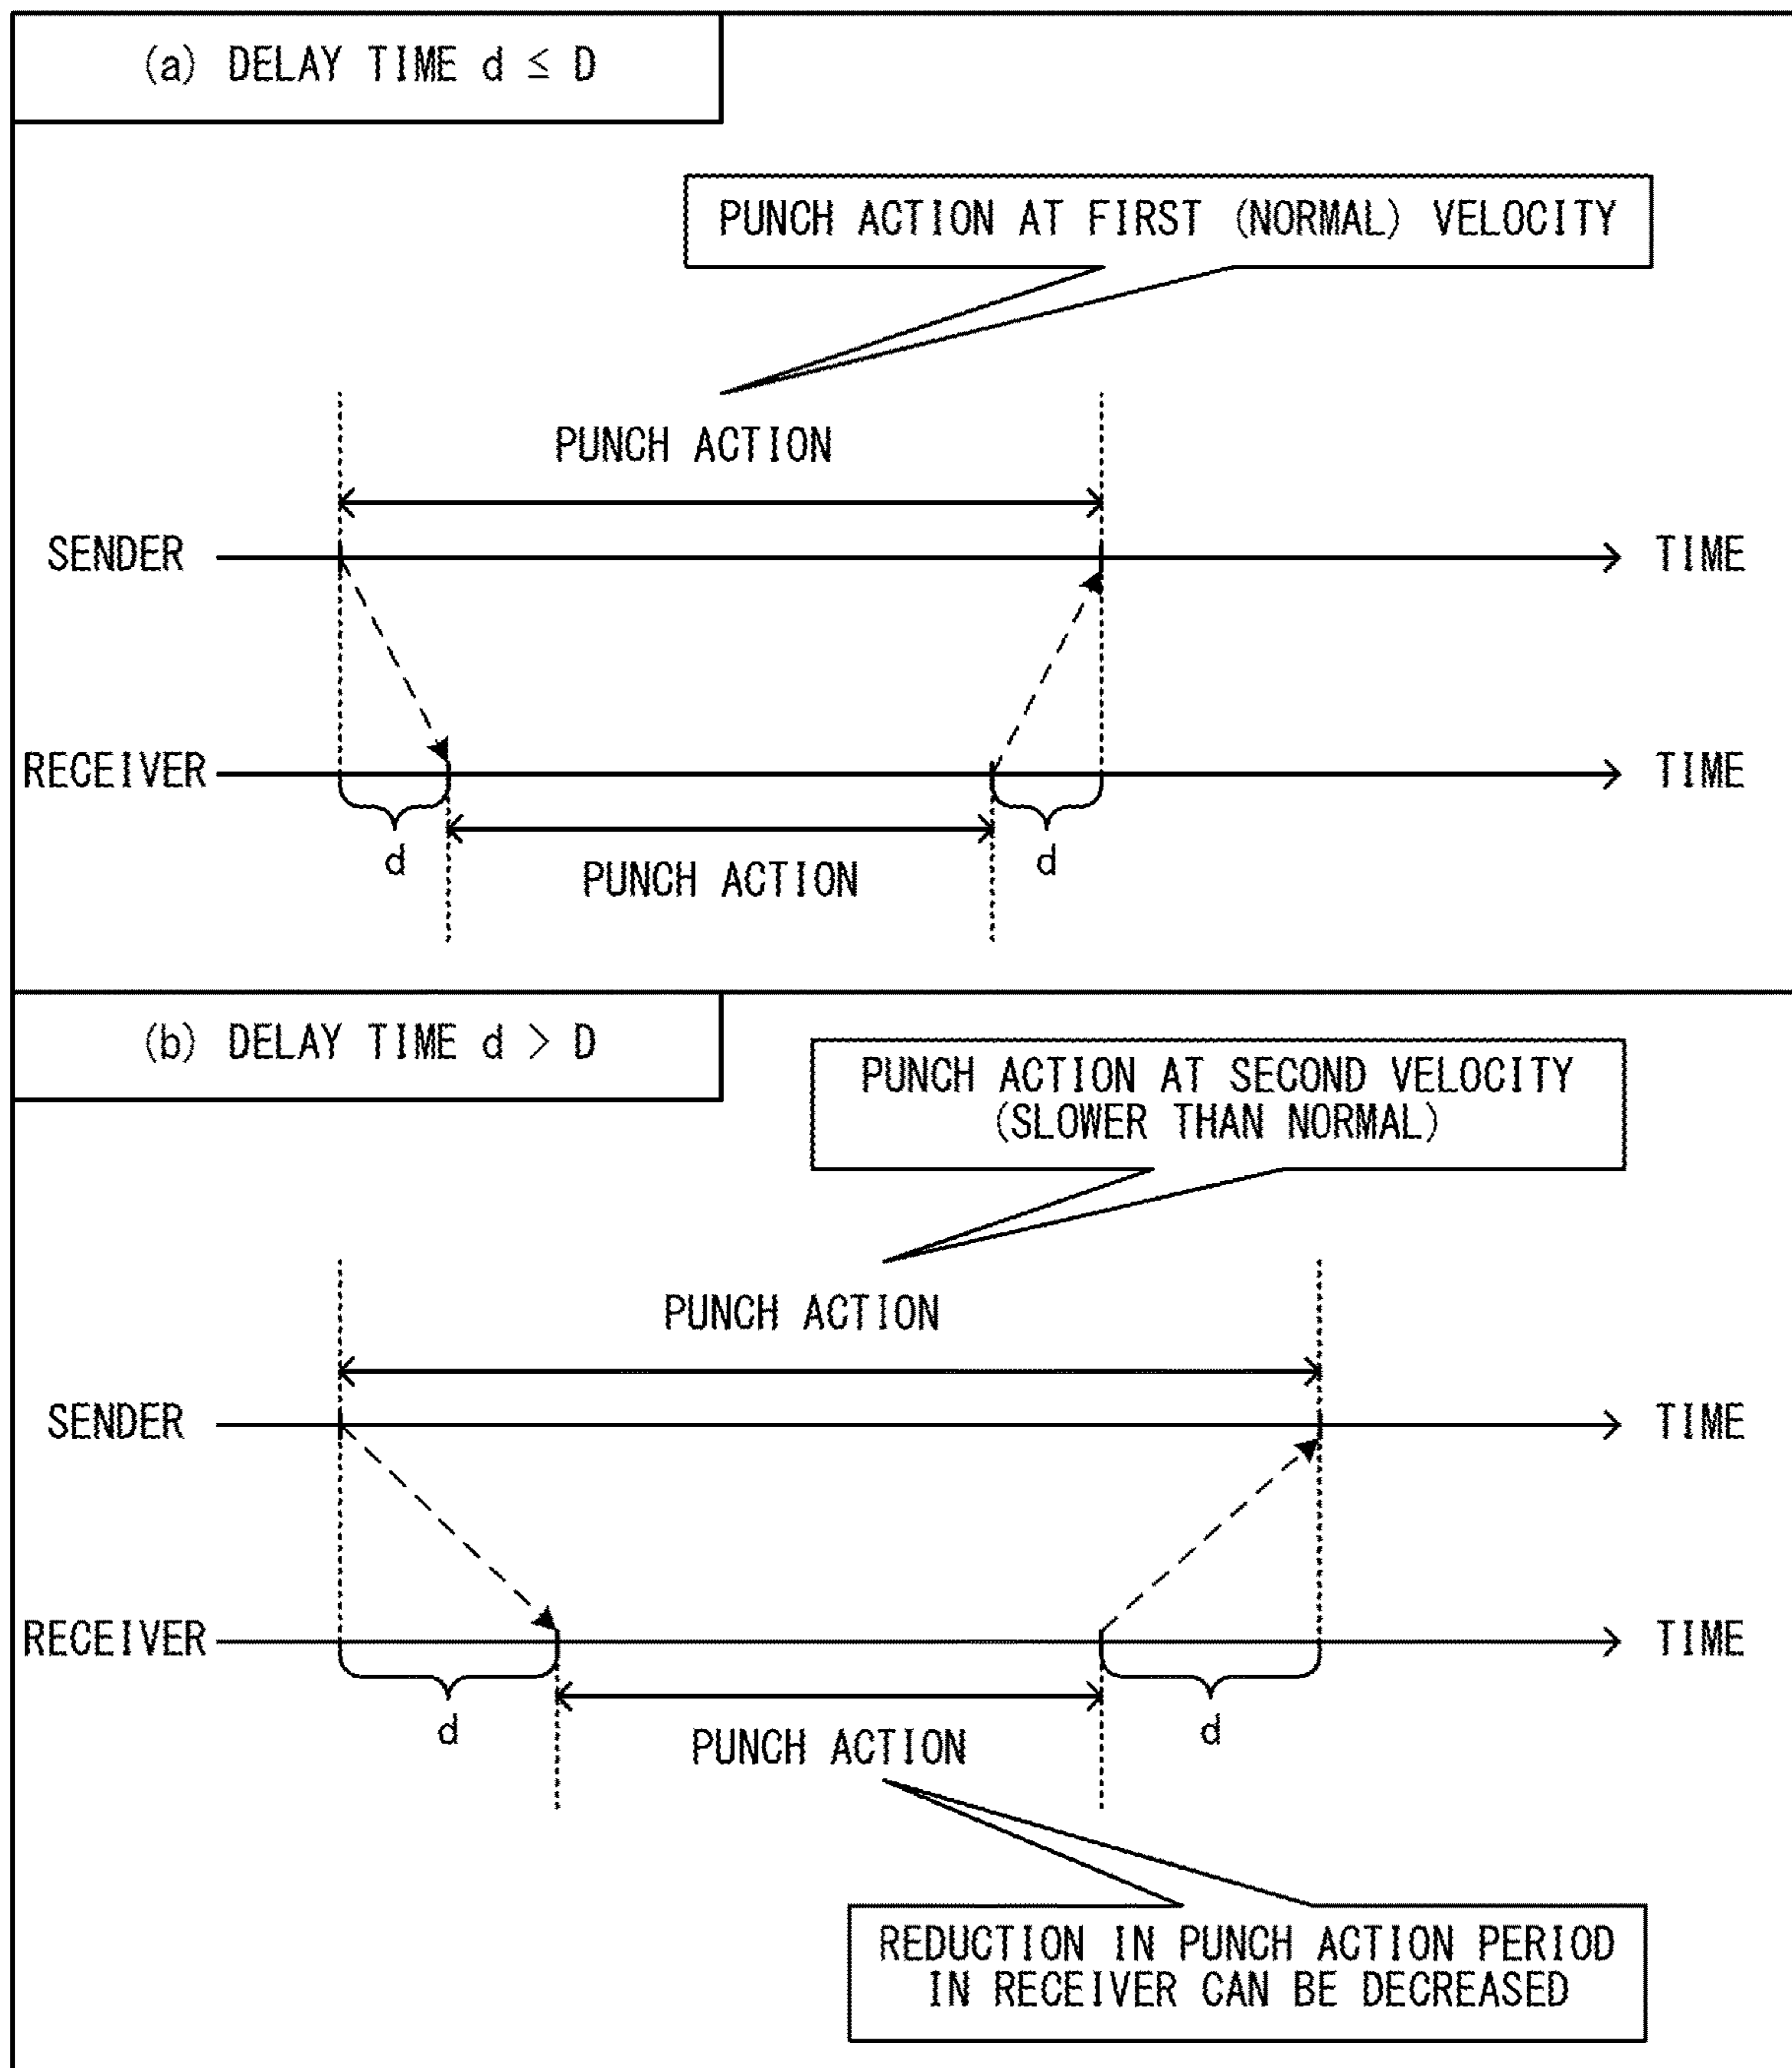 (a) DELAY TIME d ≤ D
PUNCH ACTION AT FIRST (NORMAL) VELOCITY
PUNCH ACTION
SENDER
TIME
RECEIVER
TIME
d
d
PUNCH ACTION
(b) DELAY TIME d > D
PUNCH ACTION AT SECOND VELOCITY
(SLOWER THAN NORMAL)
PUNCH ACTION
SENDER
TIME
RECEIVER
TIME
d
d
PUNCH ACTION
REDUCTION IN PUNCH ACTION PERIOD
IN RECEIVER CAN BE DECREASED